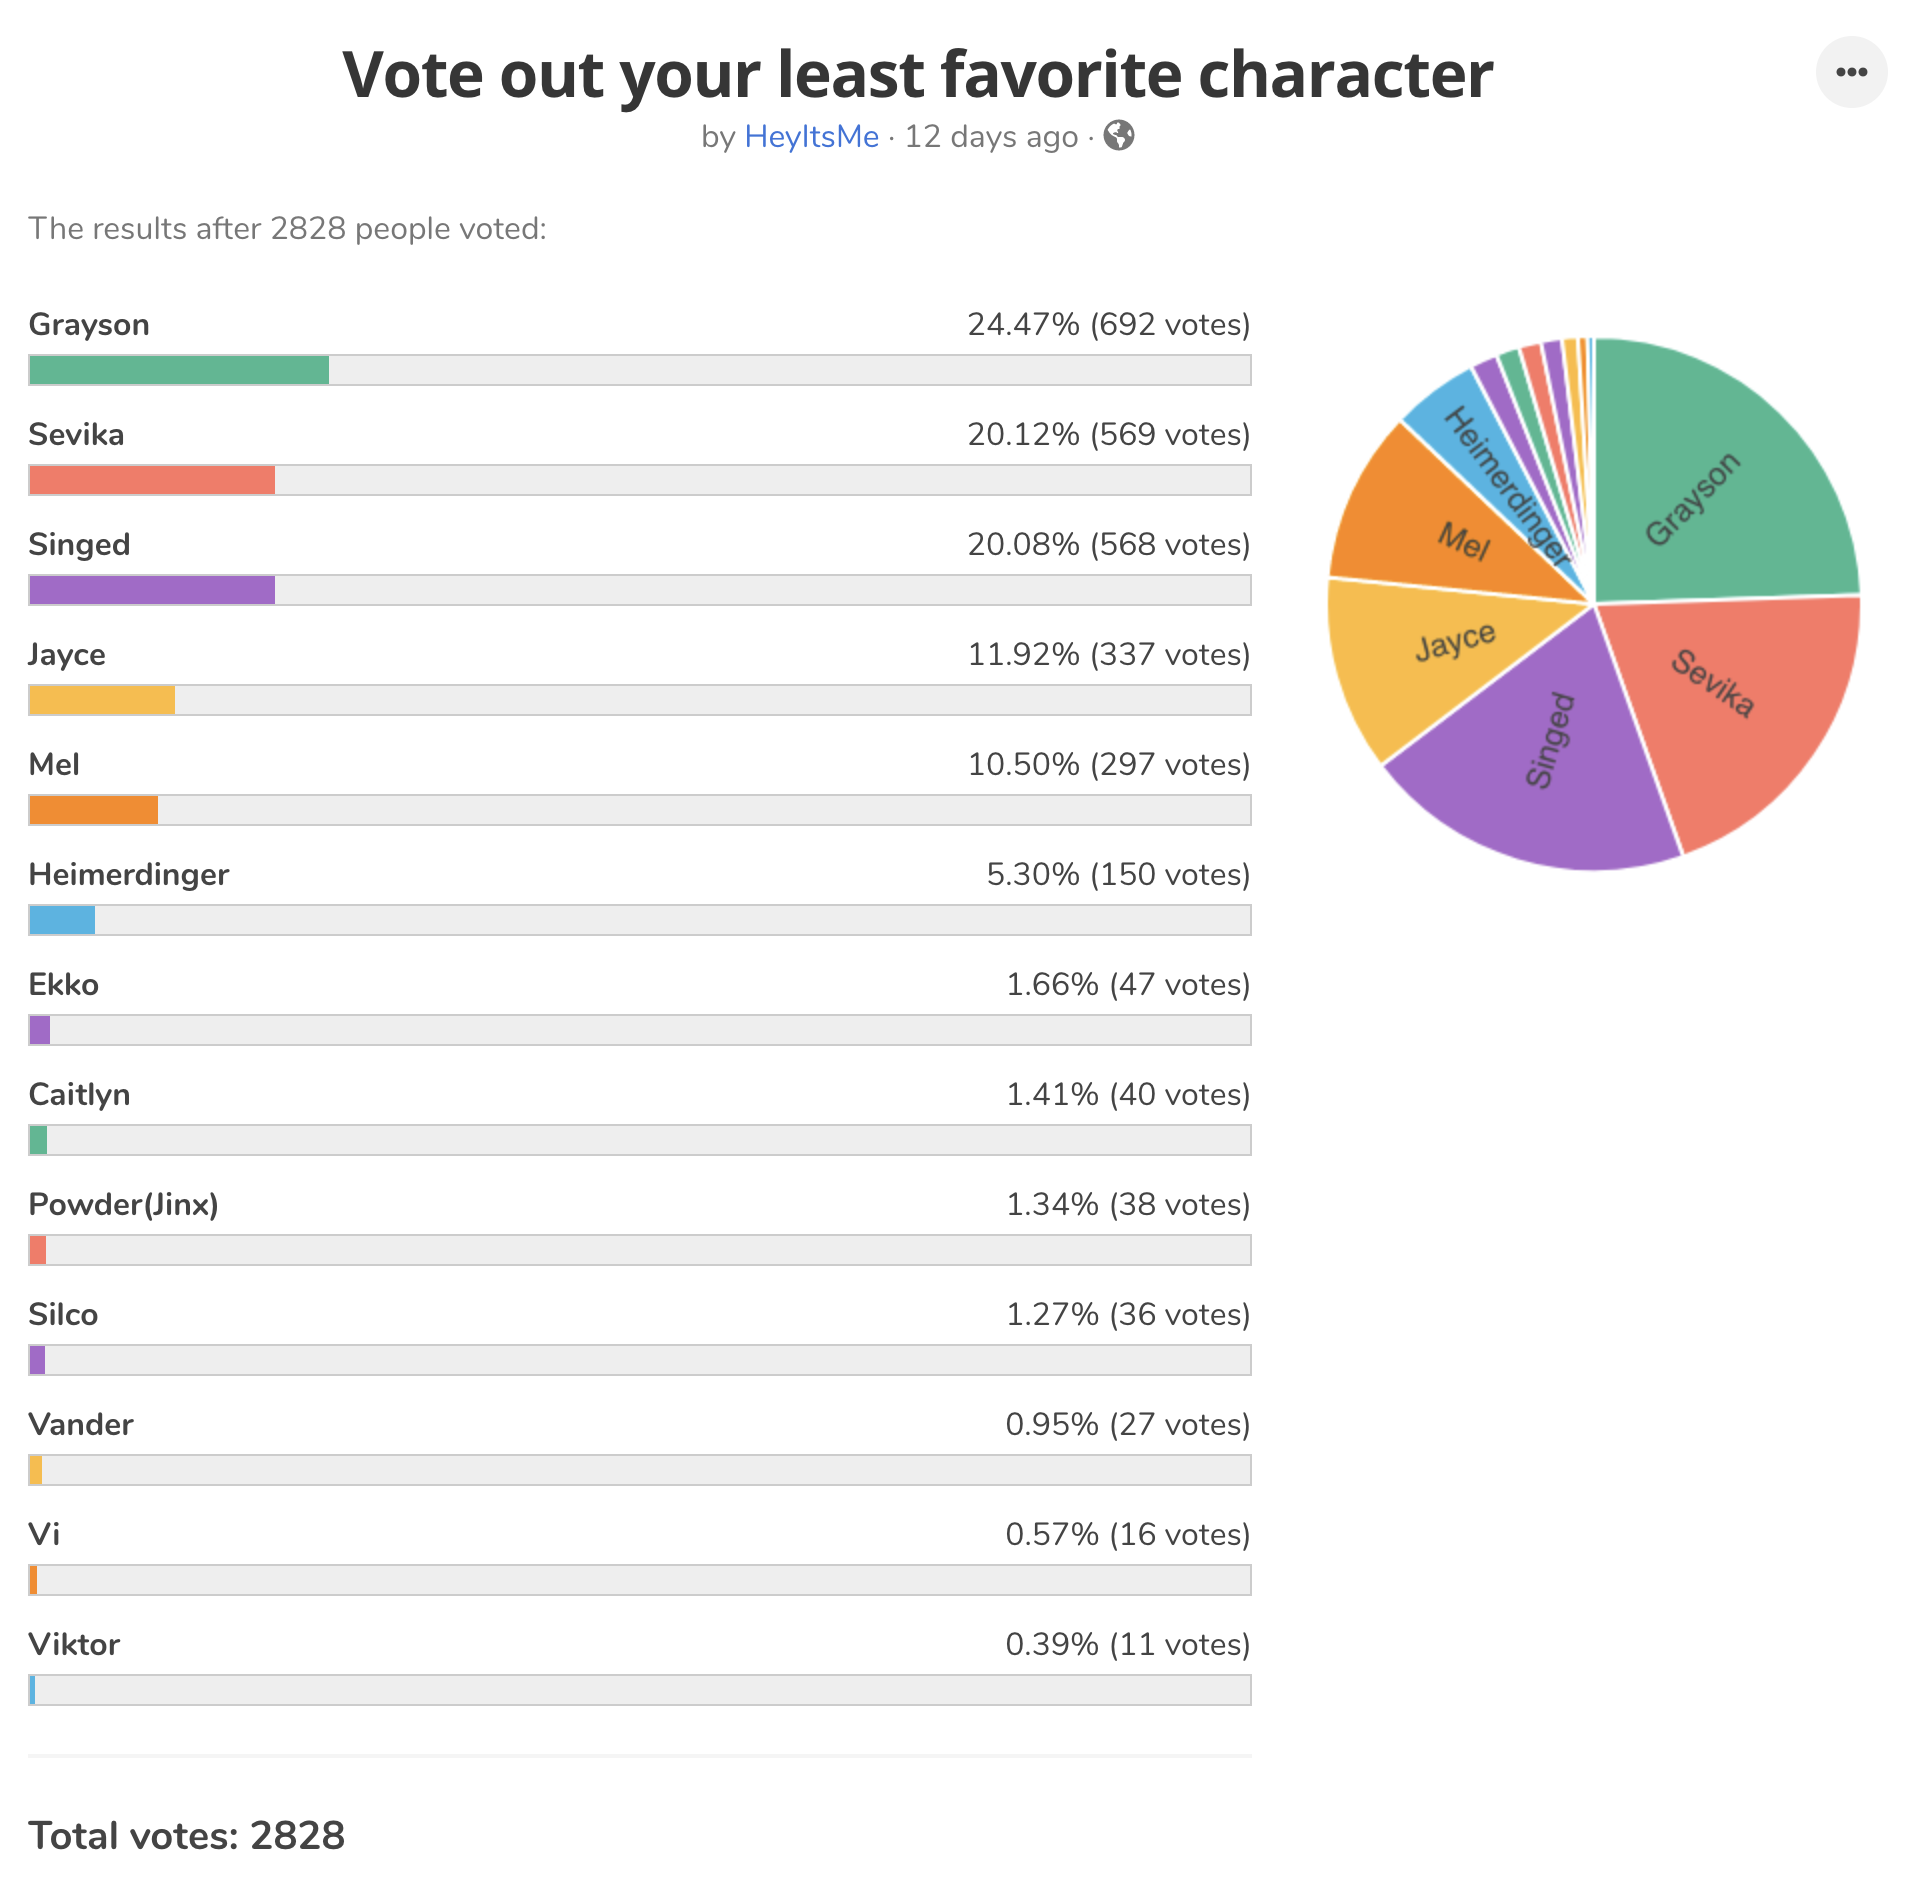 Vote out your least favorite character
by HeyItsMe · 12 days ago ·
The results after 2828 people voted:
Grayson 24.47% (692 votes)
Sevika 20.12% (569 votes)
Singed 20.08% (568 votes)
Jayce 11.92% (337 votes)
Mel 10.50% (297 votes)
Heimerdinger 5.30% (150 votes)
Ekko 1.66% (47 votes)
Caitlyn 1.41% (40 votes)
Powder(Jinx) 1.34% (38 votes)
Silco 1.27% (36 votes)
Vander 0.95% (27 votes)
Vi 0.57% (16 votes)
Viktor 0.39% (11 votes)
Total votes: 2828
Grayson
Sevika
Singed
Jayce
Mel
Heimerdinger